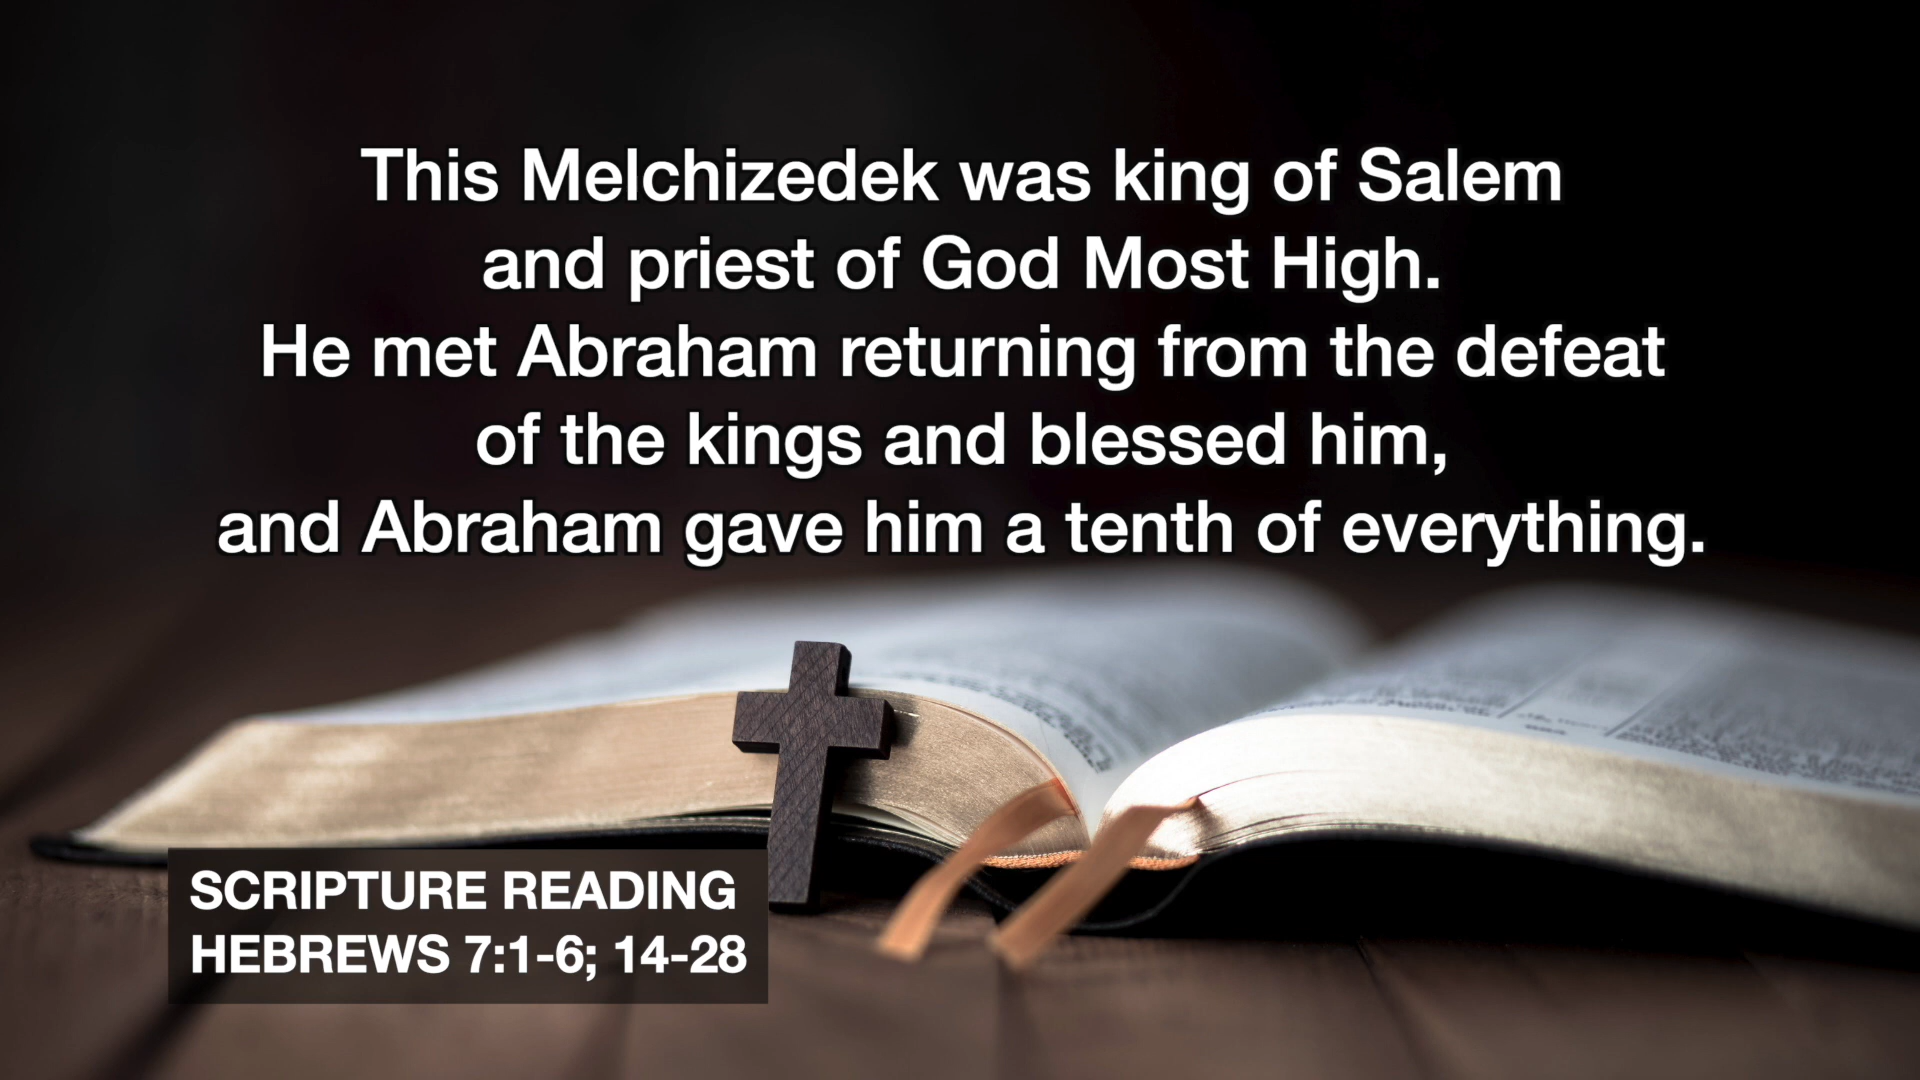 This Melchizedek was king of Salem
and priest of God Most High.
He met Abraham returning from the defeat
of the kings and blessed him,
and Abraham gave him a tenth of everything.
SCRIPTURE READING
HEBREWS 7:1-6; 14-28